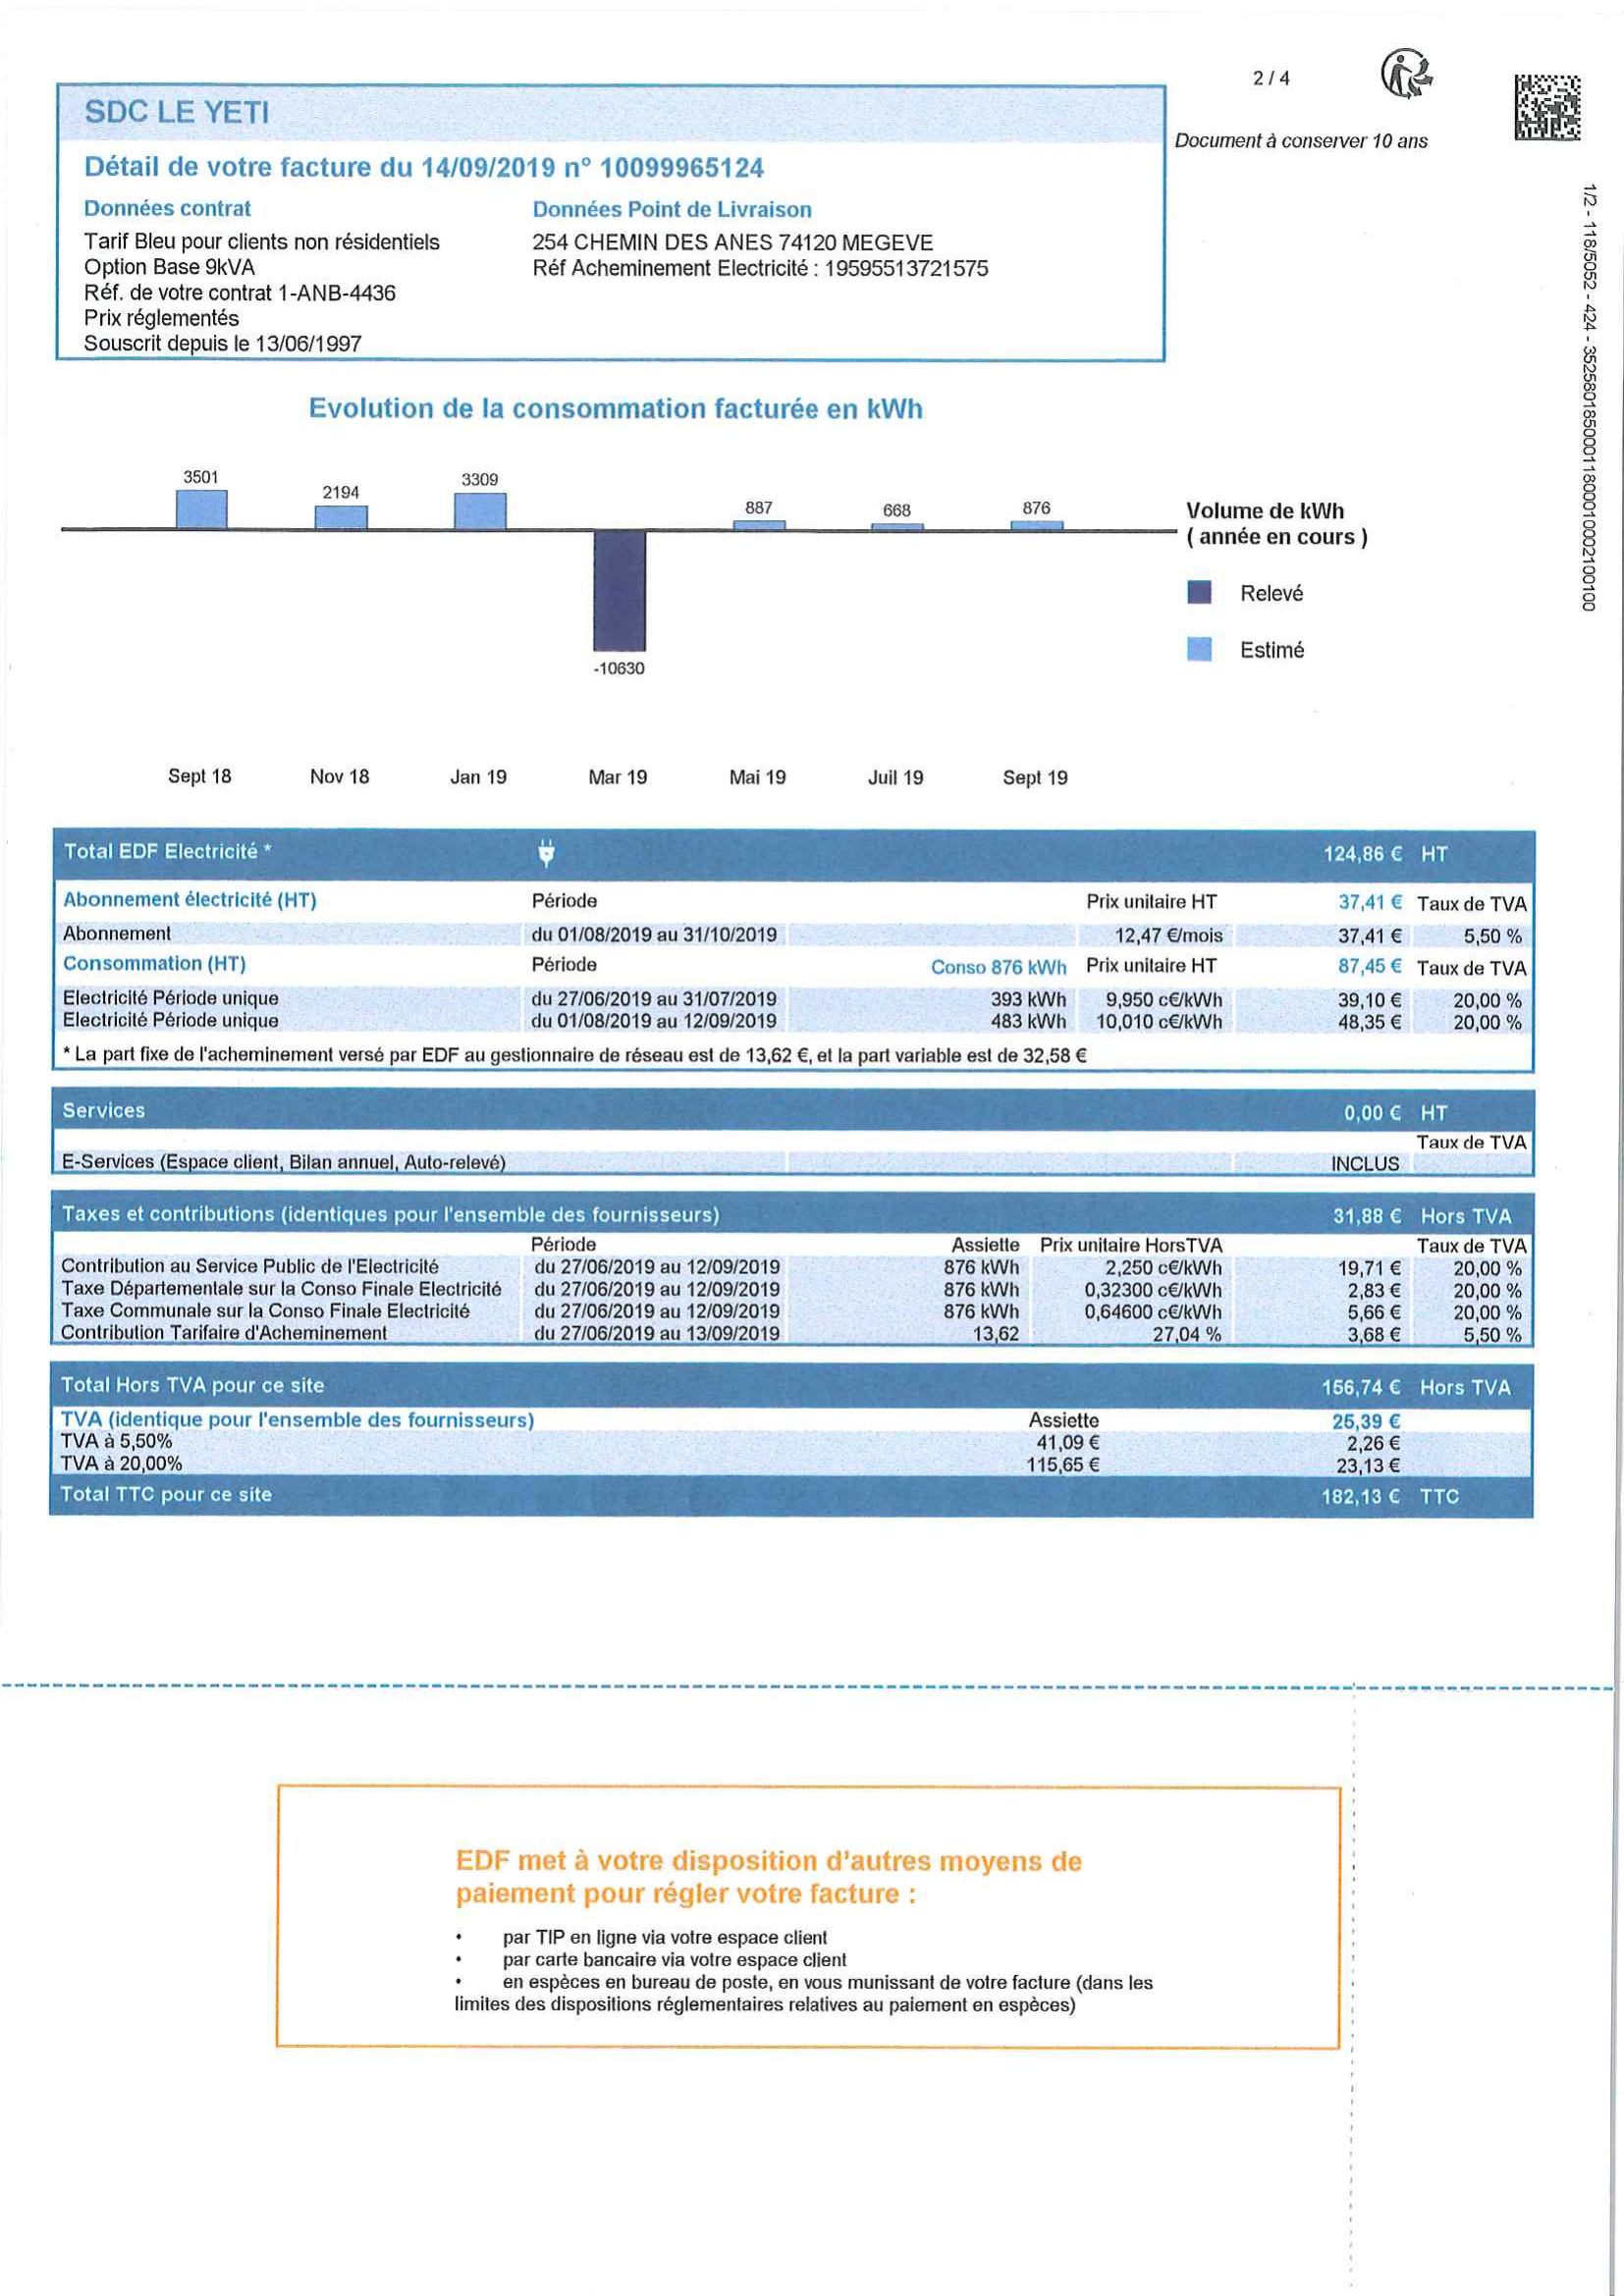 2 / 4
SDC LE YETI
Document à conserver 10 ans
Détail de votre facture du 14/09/2019 n° 10099965124
Données contrat
Tarif Bleu pour clients non résidentiels
Option Base 9kVA
Réf. de votre contrat 1-ANB-4436
Prix réglementés
Souscrit depuis le 13/06/1997
Données Point de Livraison
254 CHEMIN DES ANES 74120 MEGEVE
Réf Acheminement Electricité : 19595513721575
1/2 - 118/5052 - 424 - 352580185000118000100002100100
Evolution de la consommation facturée en kWh
3501 2194 3309 887 668 876
-10630
Volume de kWh
( année en cours )
Relevé
Estimé
Sept 18 Nov 18 Jan 19 Mar 19 Mai 19 Juil 19 Sept 19
Total EDF Electricité * 124,86 € HT
Abonnement électricité (HT) Période Prix unitaire HT 37,41 € Taux de TVA
Abonnement du 01/08/2019 au 31/10/2019 12,47 €/mois 37,41 € 5,50 %
Consommation (HT) Période Conso 876 kWh Prix unitaire HT 87,45 € Taux de TVA
Electricité Période unique du 27/06/2019 au 31/07/2019 393 kWh 9,950 c€/kWh 39,10 € 20,00 %
Electricité Période unique du 01/08/2019 au 12/09/2019 483 kWh 10,010 c€/kWh 48,35 € 20,00 %
* La part fixe de l'acheminement versé par EDF au gestionnaire de réseau est de 13,62 €, et la part variable est de 32,58 €
Services 0,00 € HT
Taux de TVA
E-Services (Espace client, Bilan annuel, Auto-relevé) INCLUS
Taxes et contributions (identiques pour l'ensemble des fournisseurs) 31,88 € Hors TVA
Période Assiette Prix unitaire HorsTVA Taux de TVA
Contribution au Service Public de l'Electricité du 27/06/2019 au 12/09/2019 876 kWh 2,250 c€/kWh 19,71 € 20,00 %
Taxe Départementale sur la Conso Finale Electricité du 27/06/2019 au 12/09/2019 876 kWh 0,32300 c€/kWh 2,83 € 20,00 %
Taxe Communale sur la Conso Finale Electricité du 27/06/2019 au 12/09/2019 876 kWh 0,64600 c€/kWh 5,66 € 20,00 %
Contribution Tarifaire d'Acheminement du 27/06/2019 au 13/09/2019 13,62 27,04 % 3,68 € 5,50 %
Total Hors TVA pour ce site 156,74 € Hors TVA
TVA (identique pour l'ensemble des fournisseurs) Assiette 25,39 €
TVA à 5,50% 41,09 € 2,26 €
TVA à 20,00% 115,65 € 23,13 €
Total TTC pour ce site 182,13 € TTC
EDF met à votre disposition d'autres moyens de
paiement pour régler votre facture :
• par TIP en ligne via votre espace client
• par carte bancaire via votre espace client
• en espèces en bureau de poste, en vous munissant de votre facture (dans les
limites des dispositions réglementaires relatives au paiement en espèces)